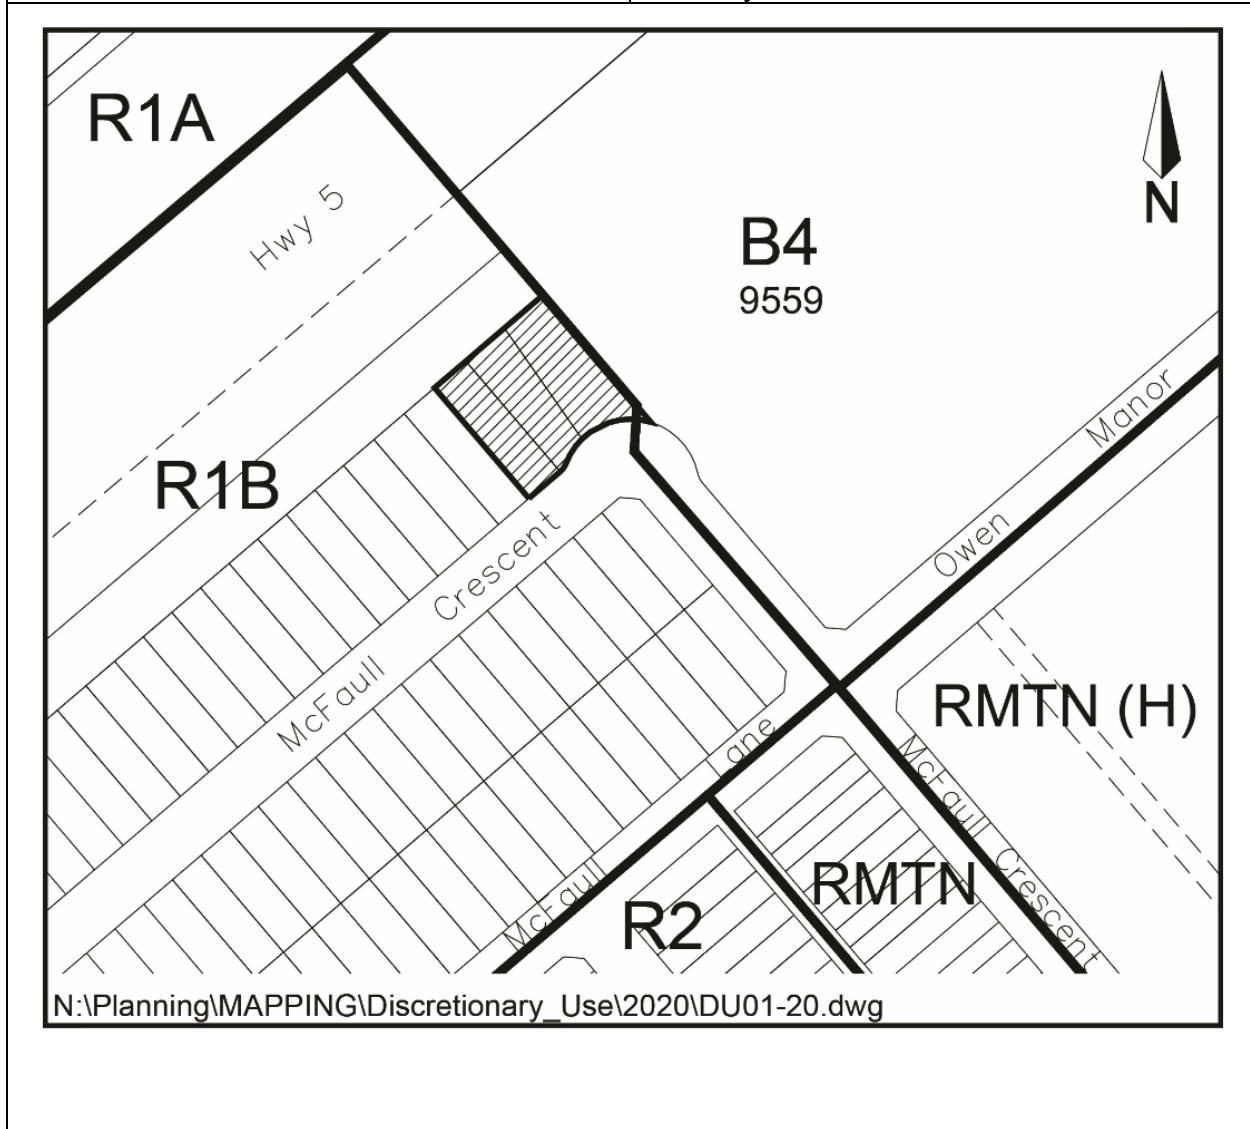 R1A
Hwy 5
N
B4
9559
Manor
R1B
Owen
Crescent
McFaull
RMTN (H)
Lane
McFaull Crescent
RMTN
McFaull
R2
N:\Planning\MAPPING\Discretionary_Use\2020\DU01-20.dwg